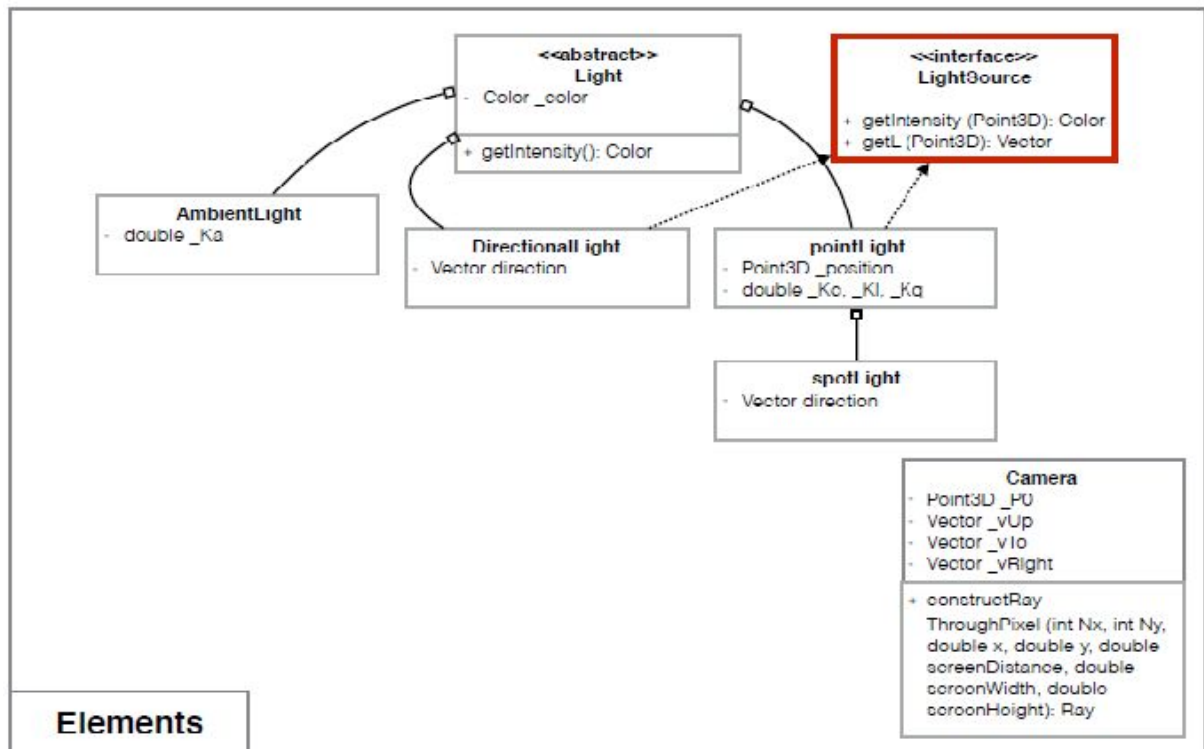 <<abstract>>
Light
- Color _color
+ getIntensity(): Color
<<interface>>
LightSource
+ getIntensity (Point3D): Color
+ getL (Point3D): Vector
AmbientLight
- double _Ka
DirectionalLight
- Vector direction
pointLight
- Point3D _position
- double _Kc, _Kl, _Kq
spotLight
- Vector direction
Camera
- Point3D _P0
- Vector _vUp
- Vector _vTo
- Vector _vRight
+ constructRay
ThroughPixel (int Nx, int Ny,
double x, double y, double
screenDistance, double
screenWidth, double
screenHeight): Ray
Elements